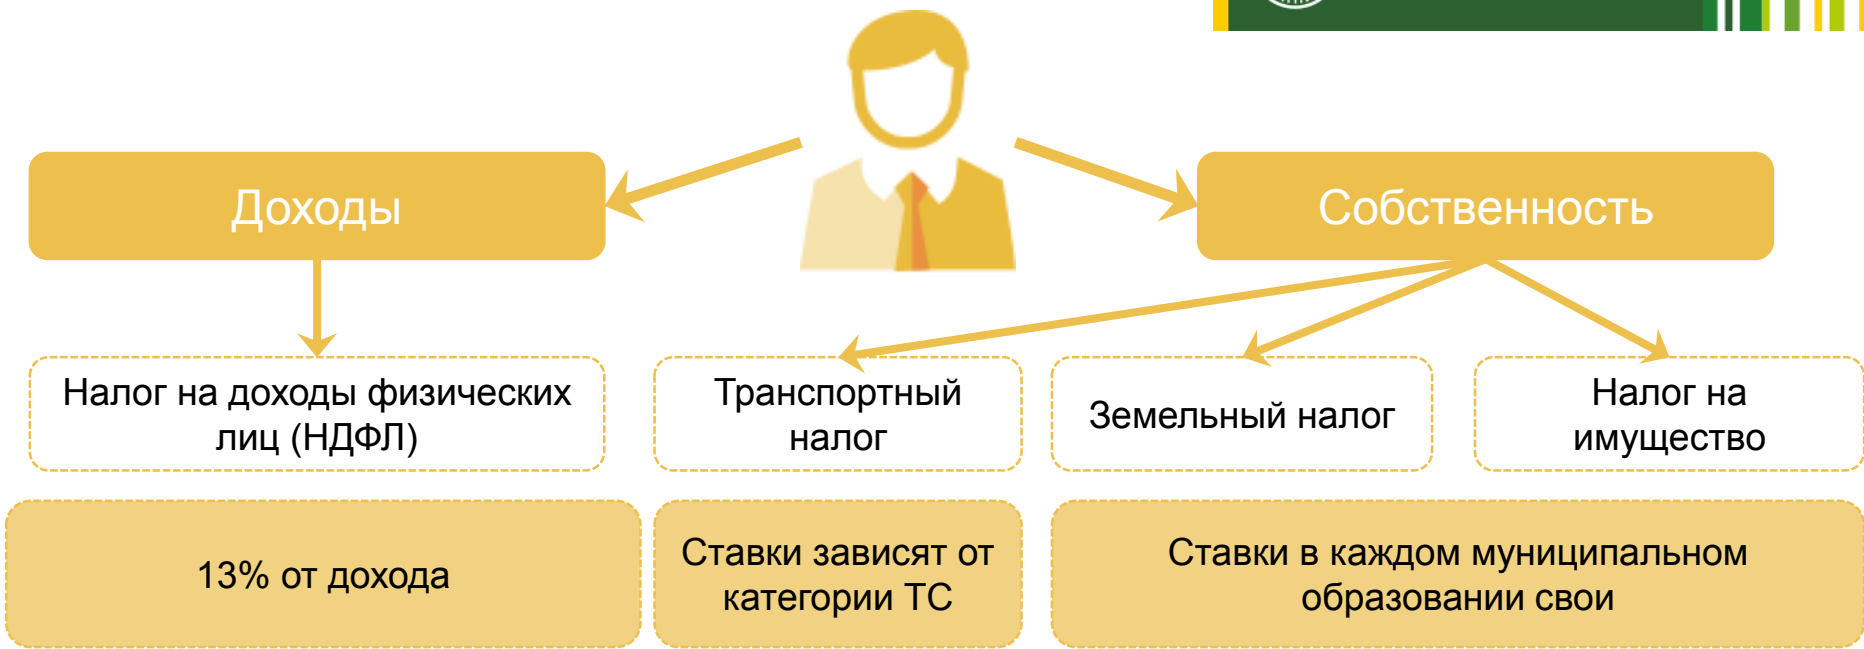 Доходы
Собственность
Налог на доходы физических
лиц (НДФЛ)
Транспортный
налог
Земельный налог
Налог на
имущество
13% от дохода
Ставки зависят от
категории ТС
Ставки в каждом муниципальном
образовании свои